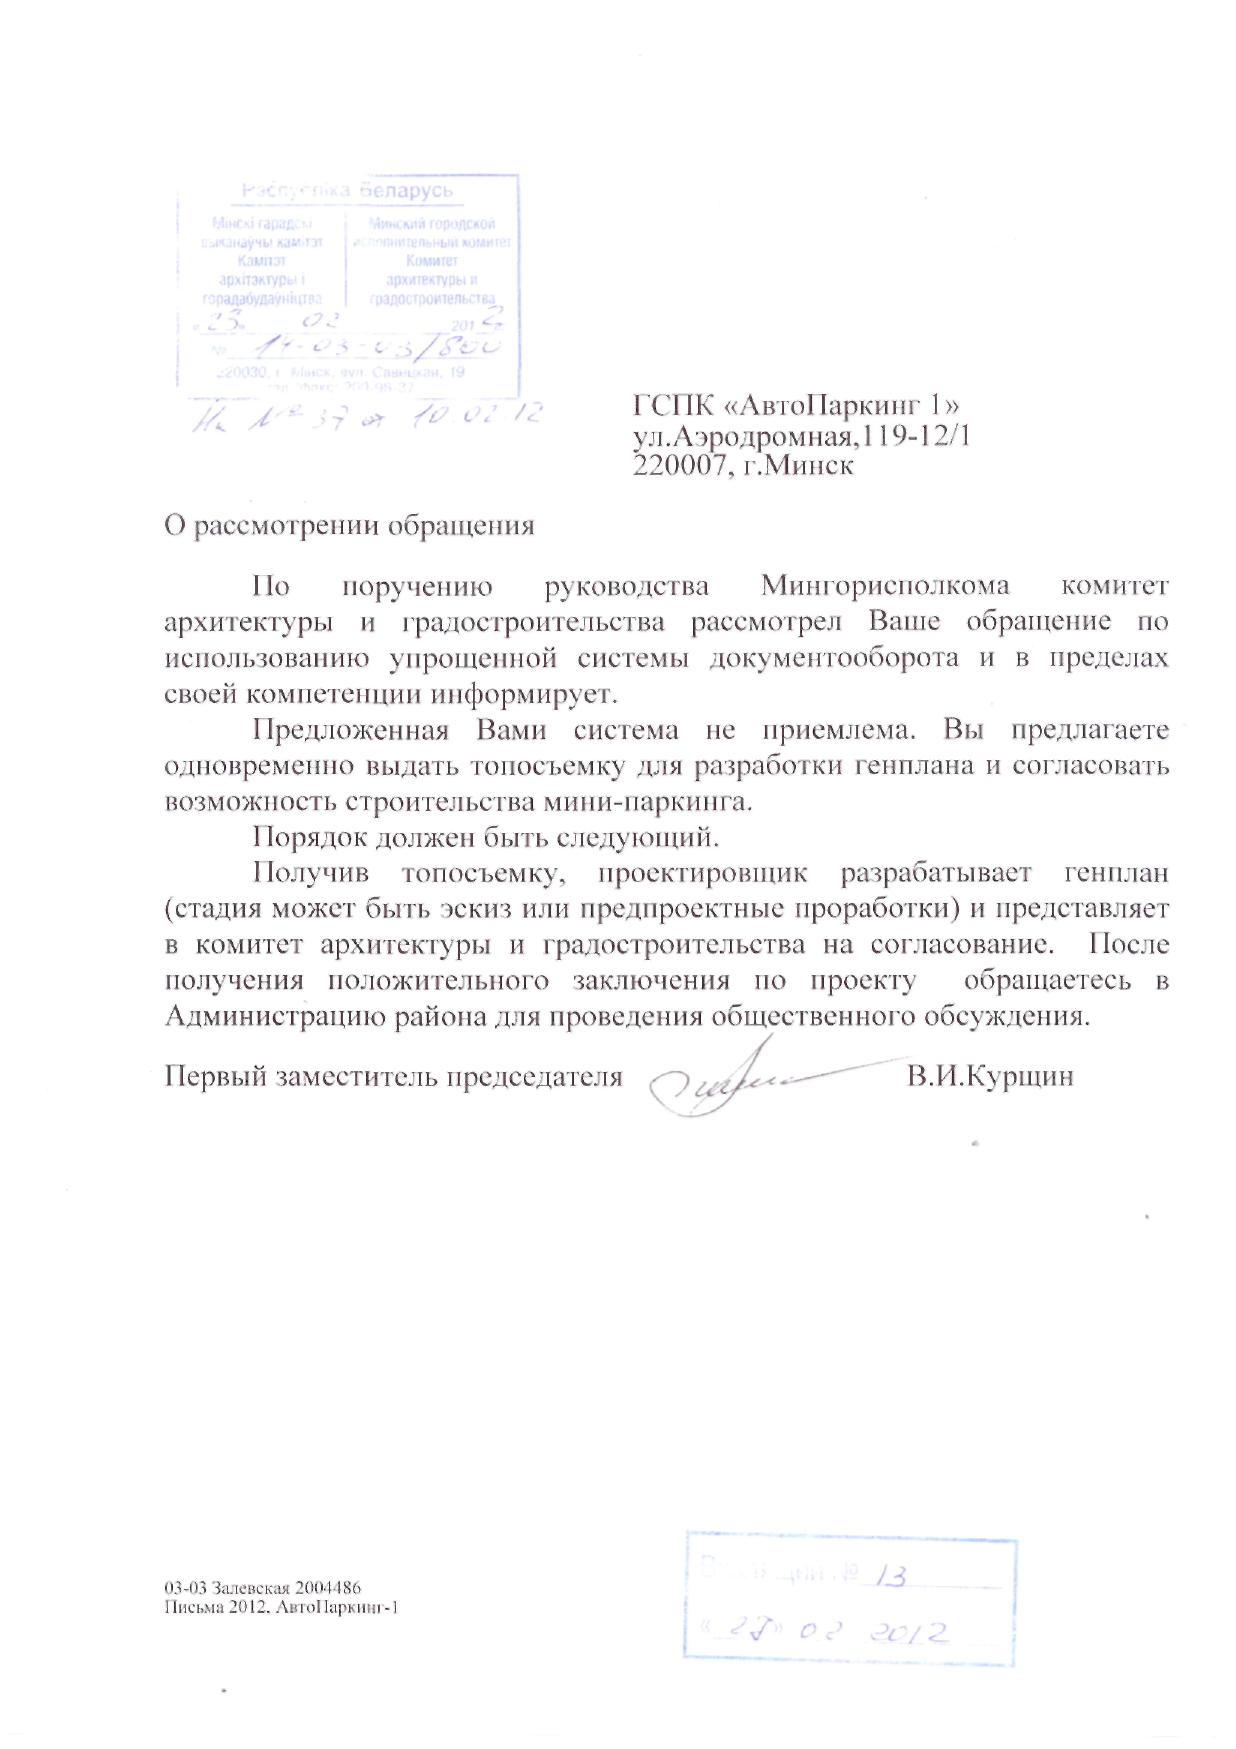 Рэспубліка Беларусь
Мінскі гарадскі
выканаўчы камітэт
Камітэт
архітэктуры і
горадабудаўніцтва
Минский городской
исполнительный комитет
Комитет
архитектуры и
градостроительства
«23» 02 2012 г.
№ 14-03-03/800
220030, г. Мінск, вул. Савецкая, 19
На № 37 от 10.02.12
ГСПК «АвтоПаркинг 1»
ул.Аэродромная,119-12/1
220007, г.Минск
О рассмотрении обращения
По поручению руководства Мингорисполкома комитет
архитектуры и градостроительства рассмотрел Ваше обращение по
использованию упрощенной системы документооборота и в пределах
своей компетенции информирует.
Предложенная Вами система не приемлема. Вы предлагаете
одновременно выдать топосъемку для разработки генплана и согласовать
возможность строительства мини-паркинга.
Порядок должен быть следующий.
Получив топосъемку, проектировщик разрабатывает генплан
(стадия может быть эскиз или предпроектные проработки) и представляет
в комитет архитектуры и градостроительства на согласование. После
получения положительного заключения по проекту обращаетесь в
Администрацию района для проведения общественного обсуждения.
Первый заместитель председателя В.И.Курщин
03-03 Залевская 2004486
Письма 2012. АвтоПаркинг-1
Входящий № 13
«27» 02 2012